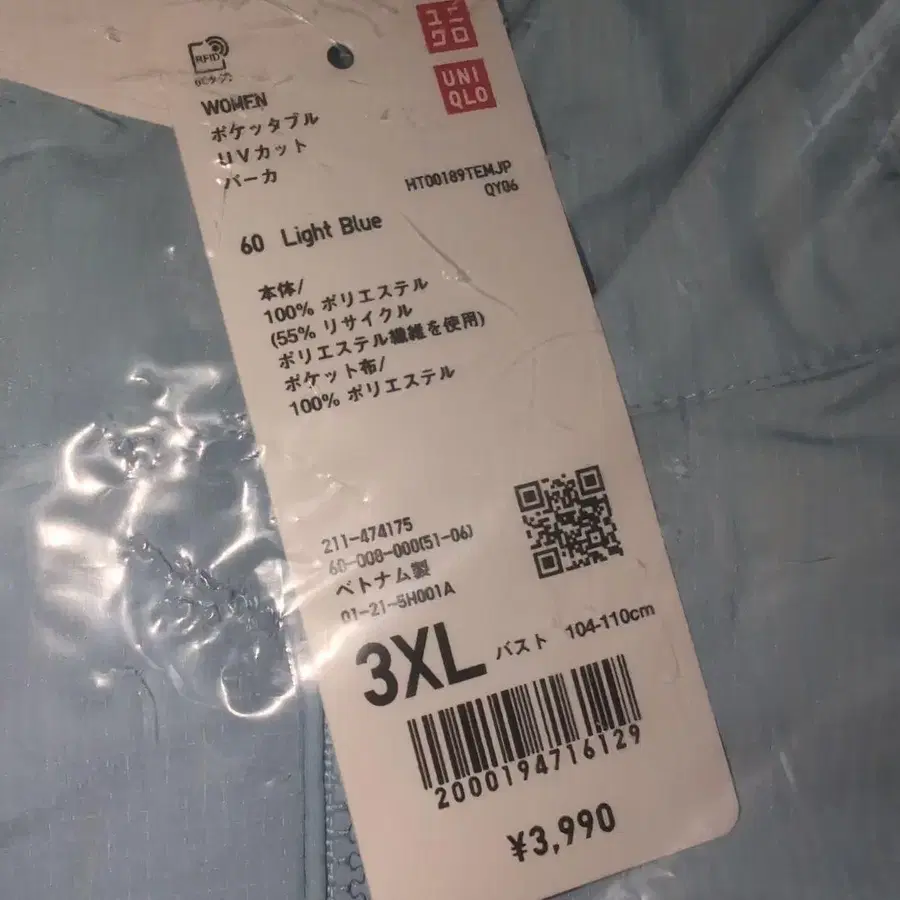 ユニ
クロ
UNI
QLO
RFID
WOMEN
ポケッタブル
UVカット
パーカ
HT00189TEMJP
QY06
60 Light Blue
本体/
100% ポリエステル
(55% リサイクル
ポリエステル繊維を使用)
ポケット布/
100% ポリエステル
211-474175
60-008-000(51-06)
ベトナム製
01-21-5H001A
3XL バスト 104-110cm
2000194716129
¥3,990